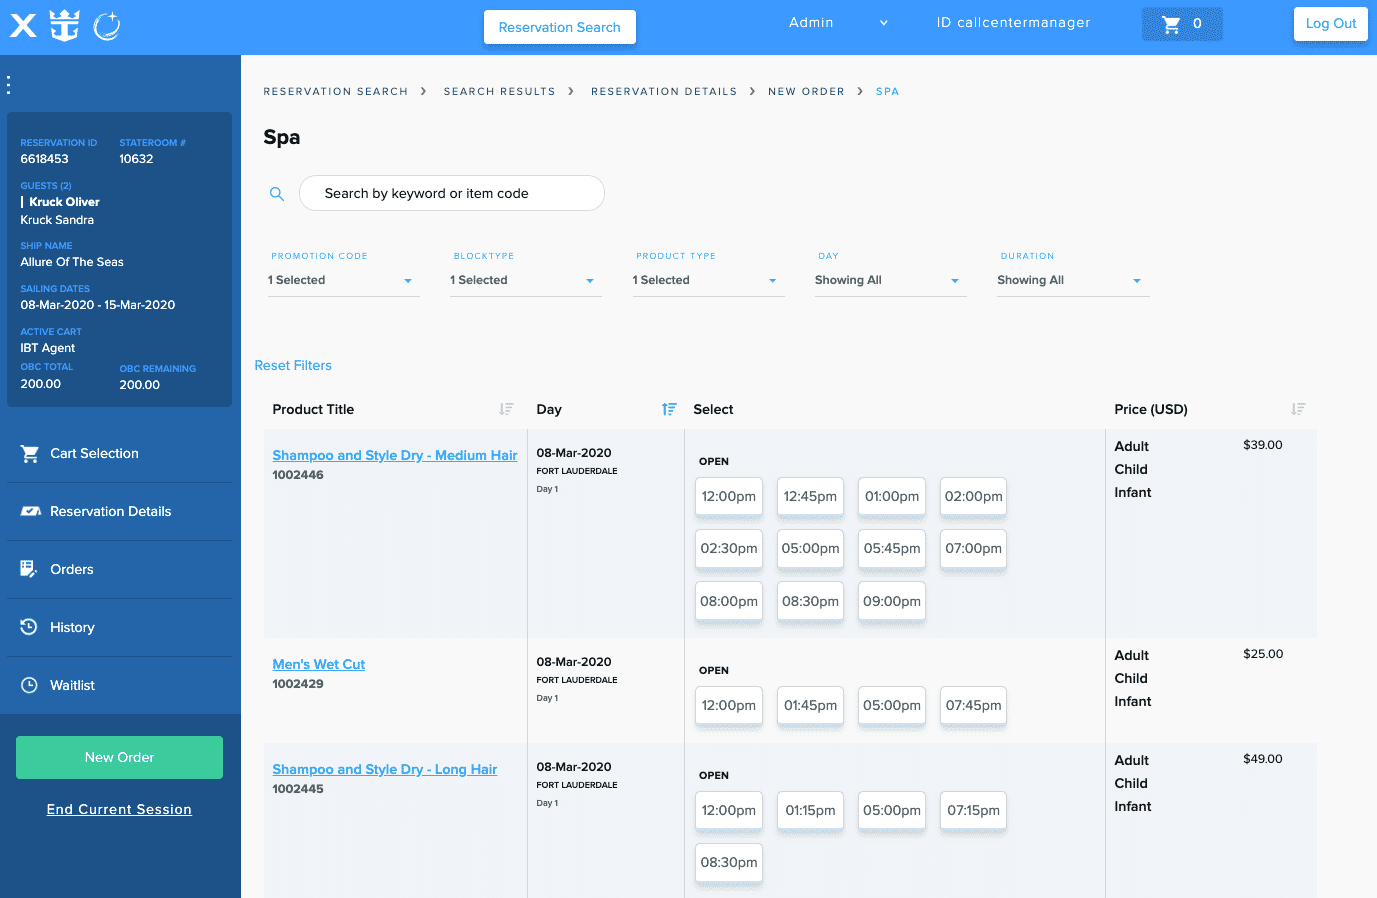 Reservation Search
Admin
ID callcentermanager
0
Log Out
RESERVATION ID
6618453
STATEROOM #
10632
GUESTS (2)
| Kruck Oliver
Kruck Sandra
SHIP NAME
Allure Of The Seas
SAILING DATES
08-Mar-2020 - 15-Mar-2020
ACTIVE CART
IBT Agent
OBC TOTAL
200.00
OBC REMAINING
200.00
Cart Selection
Reservation Details
Orders
History
Waitlist
New Order
End Current Session
RESERVATION SEARCH > SEARCH RESULTS > RESERVATION DETAILS > NEW ORDER > SPA
Spa
Search by keyword or item code
PROMOTION CODE
1 Selected
BLOCKTYPE
1 Selected
PRODUCT TYPE
1 Selected
DAY
Showing All
DURATION
Showing All
Reset Filters
Product Title Day Select Price (USD)
Shampoo and Style Dry - Medium Hair
1002446
08-Mar-2020
FORT LAUDERDALE
Day 1
OPEN
12:00pm 12:45pm 01:00pm 02:00pm
02:30pm 05:00pm 05:45pm 07:00pm
08:00pm 08:30pm 09:00pm
Adult $39.00
Child
Infant
Men's Wet Cut
1002429
08-Mar-2020
FORT LAUDERDALE
Day 1
OPEN
12:00pm 01:45pm 05:00pm 07:45pm
Adult $25.00
Child
Infant
Shampoo and Style Dry - Long Hair
1002445
08-Mar-2020
FORT LAUDERDALE
Day 1
OPEN
12:00pm 01:15pm 05:00pm 07:15pm
08:30pm
Adult $49.00
Child
Infant